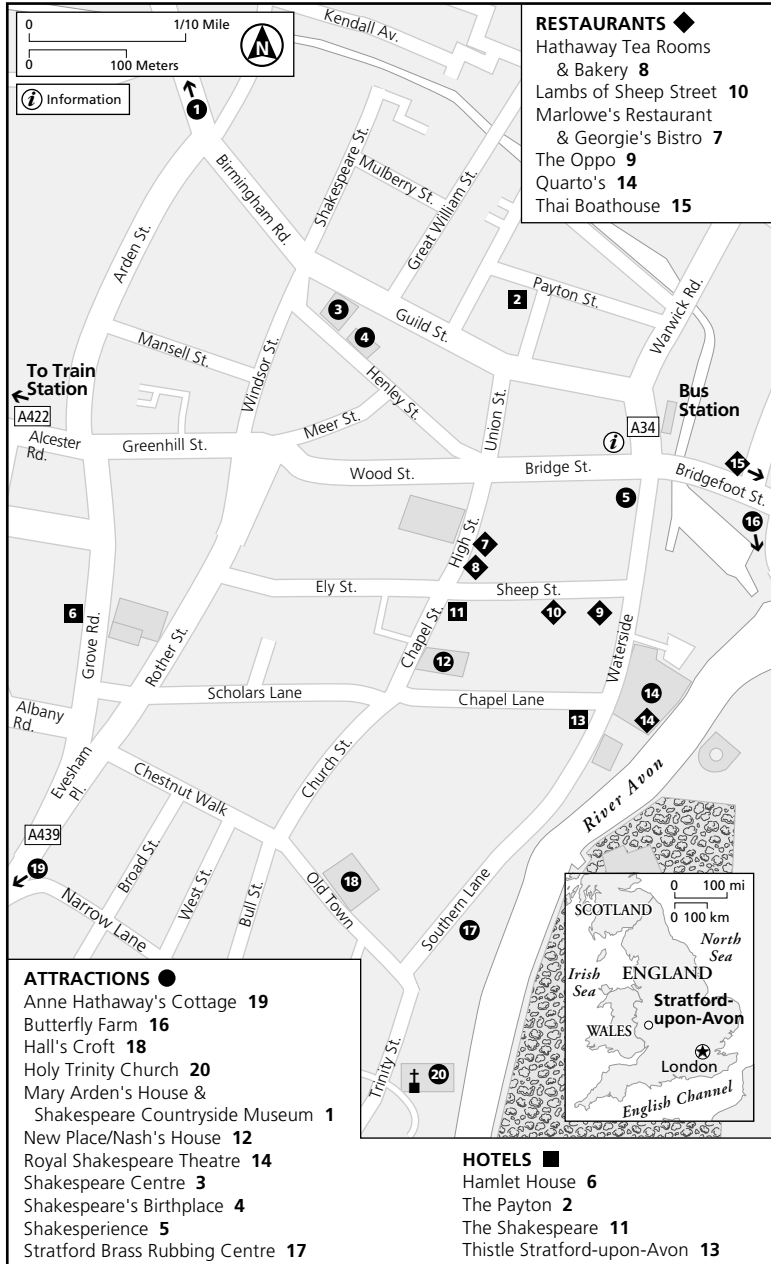 0 1/10 Mile
0 100 Meters
N
i Information
RESTAURANTS
Hathaway Tea Rooms
& Bakery 8
Lambs of Sheep Street 10
Marlowe's Restaurant
& Georgie's Bistro 7
The Oppo 9
Quarto's 14
Thai Boathouse 15
Kendall Av.
1
Birmingham Rd.
Shakespeare St.
Mulberry St.
Great William St.
Arden St.
Payton St.
2
Warwick Rd.
3
4
Guild St.
Mansell St.
Windsor St.
Henley St.
To Train
Station
A422
Alcester
Rd.
Greenhill St.
Meer St.
Union St.
Bus
Station
A34
i
Wood St.
Bridge St.
Bridgefoot St.
15
16
5
High St.
7
8
Ely St.
Sheep St.
6
Grove Rd.
Rother St.
Chapel St.
11
10
9
12
Waterside
Scholars Lane
Chapel Lane
14
14
13
Albany
Rd.
Evesham
Pl.
Chestnut Walk
Church St.
River Avon
A439
19
Broad St.
West St.
Bull St.
Narrow Lane
Old Town
18
Southern Lane
17
Trinity St.
20
0 100 mi
0 100 km
SCOTLAND
North
Sea
Irish
Sea
ENGLAND
Stratford-
upon-Avon
WALES
London
English Channel
ATTRACTIONS
Anne Hathaway's Cottage 19
Butterfly Farm 16
Hall's Croft 18
Holy Trinity Church 20
Mary Arden's House &
Shakespeare Countryside Museum 1
New Place/Nash's House 12
Royal Shakespeare Theatre 14
Shakespeare Centre 3
Shakespeare's Birthplace 4
Shakesperience 5
Stratford Brass Rubbing Centre 17
HOTELS
Hamlet House 6
The Payton 2
The Shakespeare 11
Thistle Stratford-upon-Avon 13